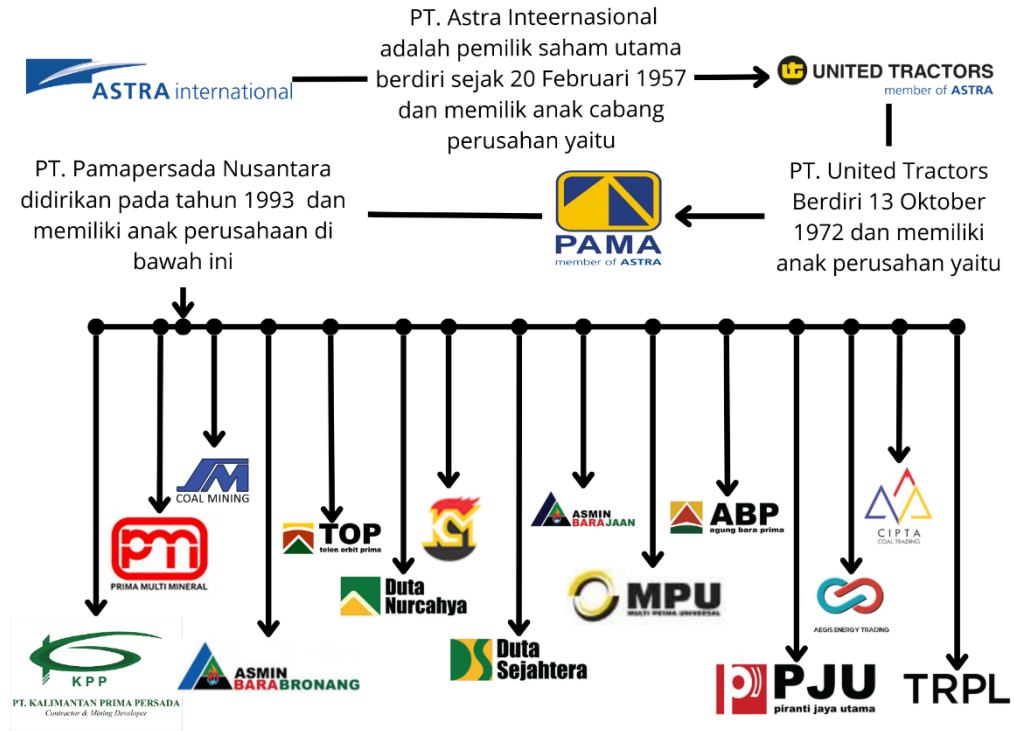 ASTRA international
PT. Astra Inteernasional
adalah pemilik saham utama
berdiri sejak 20 Februari 1957
dan memilik anak cabang
perusahan yaitu
UT
UNITED TRACTORS
member of ASTRA
PT. United Tractors
Berdiri 13 Oktober
1972 dan memiliki
anak perusahan yaitu
PAMA
member of ASTRA
PT. Pamapersada Nusantara
didirikan pada tahun 1993 dan
memiliki anak perusahaan di
bawah ini
KPP
PT. KALIMANTAN PRIMA PERSADA
Contractor & Mining Developer
pm
PRIMA MULTI MINERAL
SM
COAL MINING
ASMIN
BARABRONANG
TOP
telen orbit prima
Duta
Nurcahya
KCM
Duta
Sejahtera
ASMIN
BARAJAAN
MPU
MULTI PRIMA UNIVERSAL
ABP
agung bara prima
PJU
piranti jaya utama
AEGIS ENERGY TRADING
CIPTA
COAL TRADING
TRPL